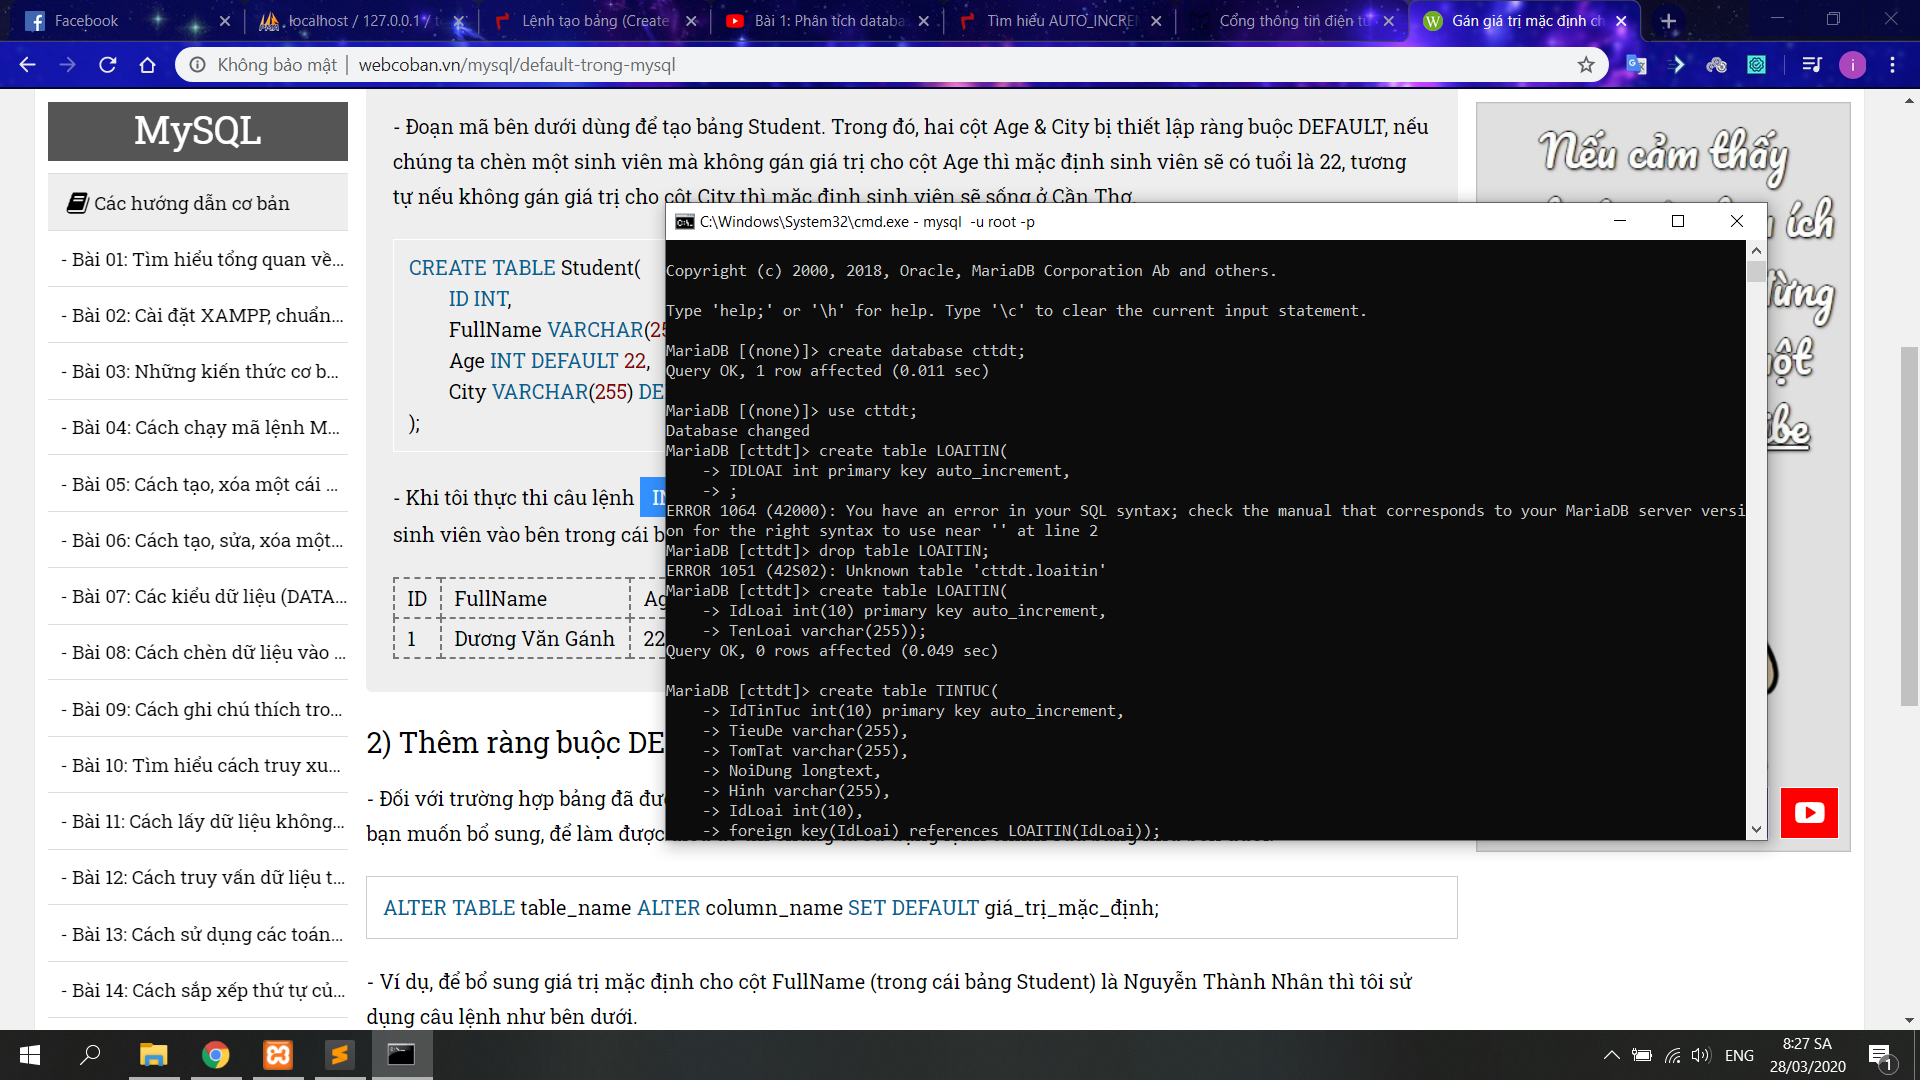 Facebook
localhost / 127.0.0.1 / t
Lệnh tạo bảng (Create
Bài 1: Phân tích databa
Tìm hiểu AUTO_INCREM
Cổng thông tin điện tử
Gán giá trị mặc định ch
Không bảo mật | webcoban.vn/mysql/default-trong-mysql
i
MySQL
Các hướng dẫn cơ bản
- Bài 01: Tìm hiểu tổng quan về...
- Bài 02: Cài đặt XAMPP, chuẩn...
- Bài 03: Những kiến thức cơ b...
- Bài 04: Cách chạy mã lệnh M...
- Bài 05: Cách tạo, xóa một cái ...
- Bài 06: Cách tạo, sửa, xóa một...
- Bài 07: Các kiểu dữ liệu (DATA...
- Bài 08: Cách chèn dữ liệu vào ...
- Bài 09: Cách ghi chú thích tro...
- Bài 10: Tìm hiểu cách truy xu...
- Bài 11: Cách lấy dữ liệu không...
- Bài 12: Cách truy vấn dữ liệu t...
- Bài 13: Cách sử dụng các toán...
- Bài 14: Cách sắp xếp thứ tự củ...
- Đoạn mã bên dưới dùng để tạo bảng Student. Trong đó, hai cột Age & City bị thiết lập ràng buộc DEFAULT, nếu
chúng ta chèn một sinh viên mà không gán giá trị cho cột Age thì mặc định sinh viên sẽ có tuổi là 22, tương
tự nếu không gán giá trị cho cột City thì mặc định sinh viên sẽ sống ở Cần Thơ.
CREATE TABLE Student(
ID INT,
FullName VARCHAR(25
Age INT DEFAULT 22,
City VARCHAR(255) DE
);
- Khi tôi thực thi câu lệnh IN
sinh viên vào bên trong cái b
ID FullName Ag
1 Dương Văn Gánh 22
2) Thêm ràng buộc DE
- Đối với trường hợp bảng đã đư
bạn muốn bổ sung, để làm được
ALTER TABLE table_name ALTER column_name SET DEFAULT giá_trị_mặc_định;
- Ví dụ, để bổ sung giá trị mặc định cho cột FullName (trong cái bảng Student) là Nguyễn Thành Nhân thì tôi sử
dụng câu lệnh như bên dưới.
C:\Windows\System32\cmd.exe - mysql  -u root -p
Copyright (c) 2000, 2018, Oracle, MariaDB Corporation Ab and others.
Type 'help;' or '\h' for help. Type '\c' to clear the current input statement.
MariaDB [(none)]> create database cttdt;
Query OK, 1 row affected (0.011 sec)
MariaDB [(none)]> use cttdt;
Database changed
MariaDB [cttdt]> create table LOAITIN(
-> IDLOAI int primary key auto_increment,
-> ;
ERROR 1064 (42000): You have an error in your SQL syntax; check the manual that corresponds to your MariaDB server versi
on for the right syntax to use near '' at line 2
MariaDB [cttdt]> drop table LOAITIN;
ERROR 1051 (42S02): Unknown table 'cttdt.loaitin'
MariaDB [cttdt]> create table LOAITIN(
-> IdLoai int(10) primary key auto_increment,
-> TenLoai varchar(255));
Query OK, 0 rows affected (0.049 sec)
MariaDB [cttdt]> create table TINTUC(
-> IdTinTuc int(10) primary key auto_increment,
-> TieuDe varchar(255),
-> TomTat varchar(255),
-> NoiDung longtext,
-> Hinh varchar(255),
-> IdLoai int(10),
-> foreign key(IdLoai) references LOAITIN(IdLoai));
Nếu cảm thấy
ích
ột
ibe
ENG
8:27 SA
28/03/2020
1